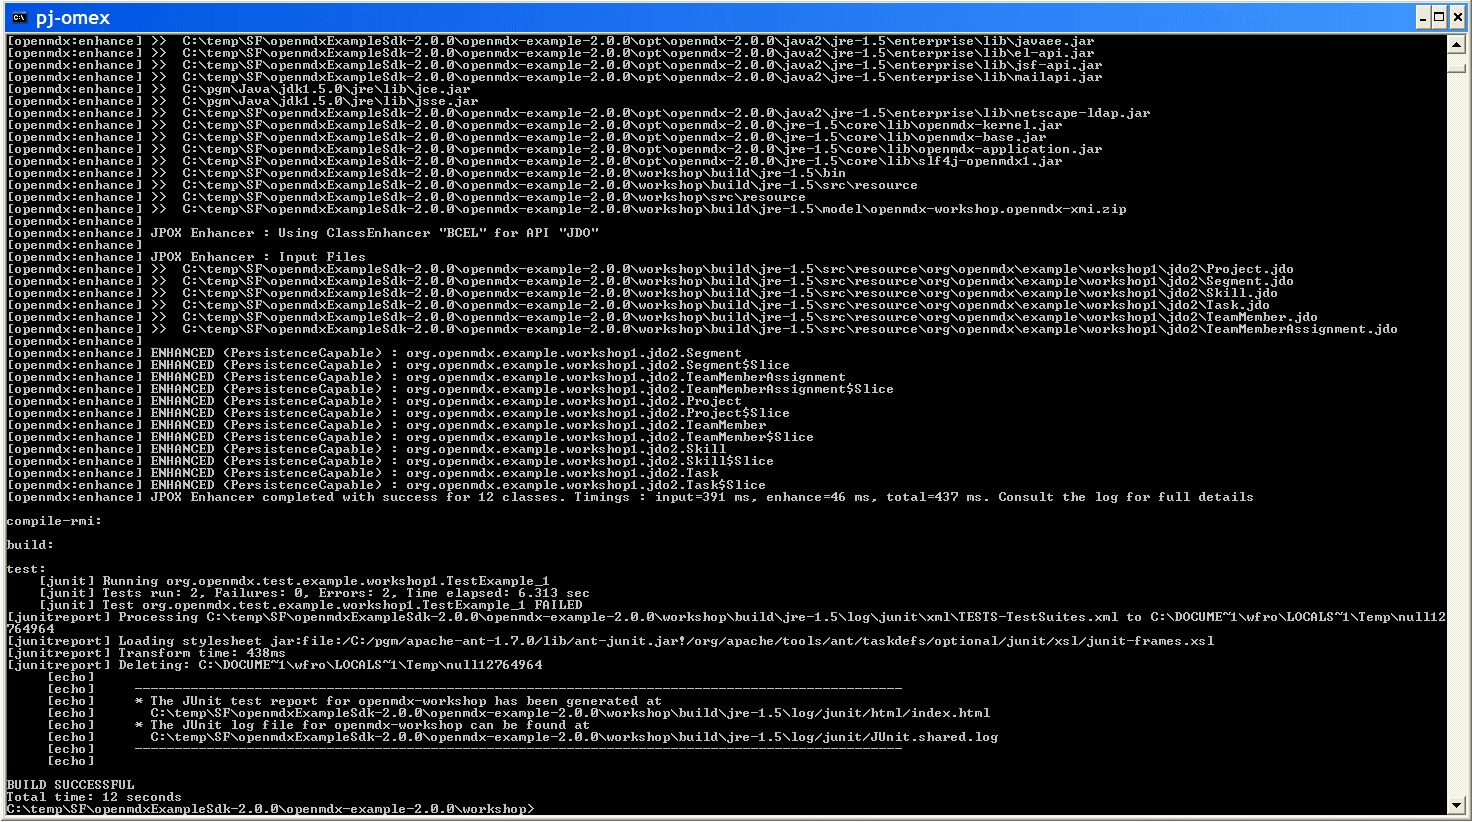 pj-omex
[openmdx:enhance] >>  C:\temp\SF\openmdxExampleSdk-2.0.0\openmdx-example-2.0.0\opt\openmdx-2.0.0\java2\jre-1.5\enterprise\lib\javaee.jar
[openmdx:enhance] >>  C:\temp\SF\openmdxExampleSdk-2.0.0\openmdx-example-2.0.0\opt\openmdx-2.0.0\java2\jre-1.5\enterprise\lib\el-api.jar
[openmdx:enhance] >>  C:\temp\SF\openmdxExampleSdk-2.0.0\openmdx-example-2.0.0\opt\openmdx-2.0.0\java2\jre-1.5\enterprise\lib\jsf-api.jar
[openmdx:enhance] >>  C:\temp\SF\openmdxExampleSdk-2.0.0\openmdx-example-2.0.0\opt\openmdx-2.0.0\java2\jre-1.5\enterprise\lib\mailapi.jar
[openmdx:enhance] >>  C:\pgm\Java\jdk1.5.0\jre\lib\jce.jar
[openmdx:enhance] >>  C:\pgm\Java\jdk1.5.0\jre\lib\jsse.jar
[openmdx:enhance] >>  C:\temp\SF\openmdxExampleSdk-2.0.0\openmdx-example-2.0.0\opt\openmdx-2.0.0\java2\jre-1.5\enterprise\lib\netscape-ldap.jar
[openmdx:enhance] >>  C:\temp\SF\openmdxExampleSdk-2.0.0\openmdx-example-2.0.0\opt\openmdx-2.0.0\jre-1.5\core\lib\openmdx-kernel.jar
[openmdx:enhance] >>  C:\temp\SF\openmdxExampleSdk-2.0.0\openmdx-example-2.0.0\opt\openmdx-2.0.0\jre-1.5\core\lib\openmdx-base.jar
[openmdx:enhance] >>  C:\temp\SF\openmdxExampleSdk-2.0.0\openmdx-example-2.0.0\opt\openmdx-2.0.0\jre-1.5\core\lib\openmdx-application.jar
[openmdx:enhance] >>  C:\temp\SF\openmdxExampleSdk-2.0.0\openmdx-example-2.0.0\opt\openmdx-2.0.0\jre-1.5\core\lib\slf4j-openmdx1.jar
[openmdx:enhance] >>  C:\temp\SF\openmdxExampleSdk-2.0.0\openmdx-example-2.0.0\workshop\build\jre-1.5\bin
[openmdx:enhance] >>  C:\temp\SF\openmdxExampleSdk-2.0.0\openmdx-example-2.0.0\workshop\build\jre-1.5\src\resource
[openmdx:enhance] >>  C:\temp\SF\openmdxExampleSdk-2.0.0\openmdx-example-2.0.0\workshop\src\resource
[openmdx:enhance] >>  C:\temp\SF\openmdxExampleSdk-2.0.0\openmdx-example-2.0.0\workshop\build\jre-1.5\model\openmdx-workshop.openmdx-xmi.zip
[openmdx:enhance]
[openmdx:enhance] JPOX Enhancer : Using ClassEnhancer "BCEL" for API "JDO"
[openmdx:enhance]
[openmdx:enhance] JPOX Enhancer : Input Files
[openmdx:enhance] >>  C:\temp\SF\openmdxExampleSdk-2.0.0\openmdx-example-2.0.0\workshop\build\jre-1.5\src\resource\org\openmdx\example\workshop1\jdo2\Project.jdo
[openmdx:enhance] >>  C:\temp\SF\openmdxExampleSdk-2.0.0\openmdx-example-2.0.0\workshop\build\jre-1.5\src\resource\org\openmdx\example\workshop1\jdo2\Segment.jdo
[openmdx:enhance] >>  C:\temp\SF\openmdxExampleSdk-2.0.0\openmdx-example-2.0.0\workshop\build\jre-1.5\src\resource\org\openmdx\example\workshop1\jdo2\Skill.jdo
[openmdx:enhance] >>  C:\temp\SF\openmdxExampleSdk-2.0.0\openmdx-example-2.0.0\workshop\build\jre-1.5\src\resource\org\openmdx\example\workshop1\jdo2\Task.jdo
[openmdx:enhance] >>  C:\temp\SF\openmdxExampleSdk-2.0.0\openmdx-example-2.0.0\workshop\build\jre-1.5\src\resource\org\openmdx\example\workshop1\jdo2\TeamMember.jdo
[openmdx:enhance] >>  C:\temp\SF\openmdxExampleSdk-2.0.0\openmdx-example-2.0.0\workshop\build\jre-1.5\src\resource\org\openmdx\example\workshop1\jdo2\TeamMemberAssignment.jdo
[openmdx:enhance]
[openmdx:enhance] ENHANCED (PersistenceCapable) : org.openmdx.example.workshop1.jdo2.Segment
[openmdx:enhance] ENHANCED (PersistenceCapable) : org.openmdx.example.workshop1.jdo2.Segment$Slice
[openmdx:enhance] ENHANCED (PersistenceCapable) : org.openmdx.example.workshop1.jdo2.TeamMemberAssignment
[openmdx:enhance] ENHANCED (PersistenceCapable) : org.openmdx.example.workshop1.jdo2.TeamMemberAssignment$Slice
[openmdx:enhance] ENHANCED (PersistenceCapable) : org.openmdx.example.workshop1.jdo2.Project
[openmdx:enhance] ENHANCED (PersistenceCapable) : org.openmdx.example.workshop1.jdo2.Project$Slice
[openmdx:enhance] ENHANCED (PersistenceCapable) : org.openmdx.example.workshop1.jdo2.TeamMember
[openmdx:enhance] ENHANCED (PersistenceCapable) : org.openmdx.example.workshop1.jdo2.TeamMember$Slice
[openmdx:enhance] ENHANCED (PersistenceCapable) : org.openmdx.example.workshop1.jdo2.Skill
[openmdx:enhance] ENHANCED (PersistenceCapable) : org.openmdx.example.workshop1.jdo2.Skill$Slice
[openmdx:enhance] ENHANCED (PersistenceCapable) : org.openmdx.example.workshop1.jdo2.Task
[openmdx:enhance] ENHANCED (PersistenceCapable) : org.openmdx.example.workshop1.jdo2.Task$Slice
[openmdx:enhance] JPOX Enhancer completed with success for 12 classes. Timings : input=391 ms, enhance=46 ms, total=437 ms. Consult the log for full details
compile-rmi:
build:
test:
[junit] Running org.openmdx.test.example.workshop1.TestExample_1
[junit] Tests run: 2, Failures: 0, Errors: 2, Time elapsed: 6.313 sec
[junit] Test org.openmdx.test.example.workshop1.TestExample_1 FAILED
[junitreport] Processing C:\temp\SF\openmdxExampleSdk-2.0.0\openmdx-example-2.0.0\workshop\build\jre-1.5\log\junit\xml\TESTS-TestSuites.xml to C:\DOCUME~1\wfro\LOCALS~1\Temp\null12
764964
[junitreport] Loading stylesheet jar:file:/C:/pgm/apache-ant-1.7.0/lib/ant-junit.jar!/org/apache/tools/ant/taskdefs/optional/junit/xsl/junit-frames.xsl
[junitreport] Transform time: 438ms
[junitreport] Deleting: C:\DOCUME~1\wfro\LOCALS~1\Temp\null12764964
[echo]
[echo]     ------------------------------------------------------------------------------------------------
[echo]     * The JUnit test report for openmdx-workshop has been generated at
[echo]       C:\temp\SF\openmdxExampleSdk-2.0.0\openmdx-example-2.0.0\workshop\build\jre-1.5\log/junit/html/index.html
[echo]     * The JUnit log file for openmdx-workshop can be found at
[echo]       C:\temp\SF\openmdxExampleSdk-2.0.0\openmdx-example-2.0.0\workshop\build\jre-1.5\log/junit/JUnit.shared.log
[echo]     ------------------------------------------------------------------------------------------------
[echo]
BUILD SUCCESSFUL
Total time: 12 seconds
C:\temp\SF\openmdxExampleSdk-2.0.0\openmdx-example-2.0.0\workshop>